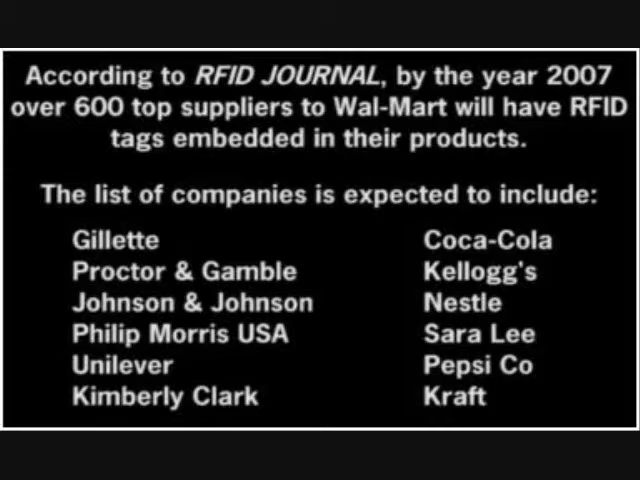 According to RFID JOURNAL, by the year 2007
over 600 top suppliers to Wal-Mart will have RFID
tags embedded in their products.
The list of companies is expected to include:
Gillette
Proctor & Gamble
Johnson & Johnson
Philip Morris USA
Unilever
Kimberly Clark
Coca-Cola
Kellogg's
Nestle
Sara Lee
Pepsi Co
Kraft